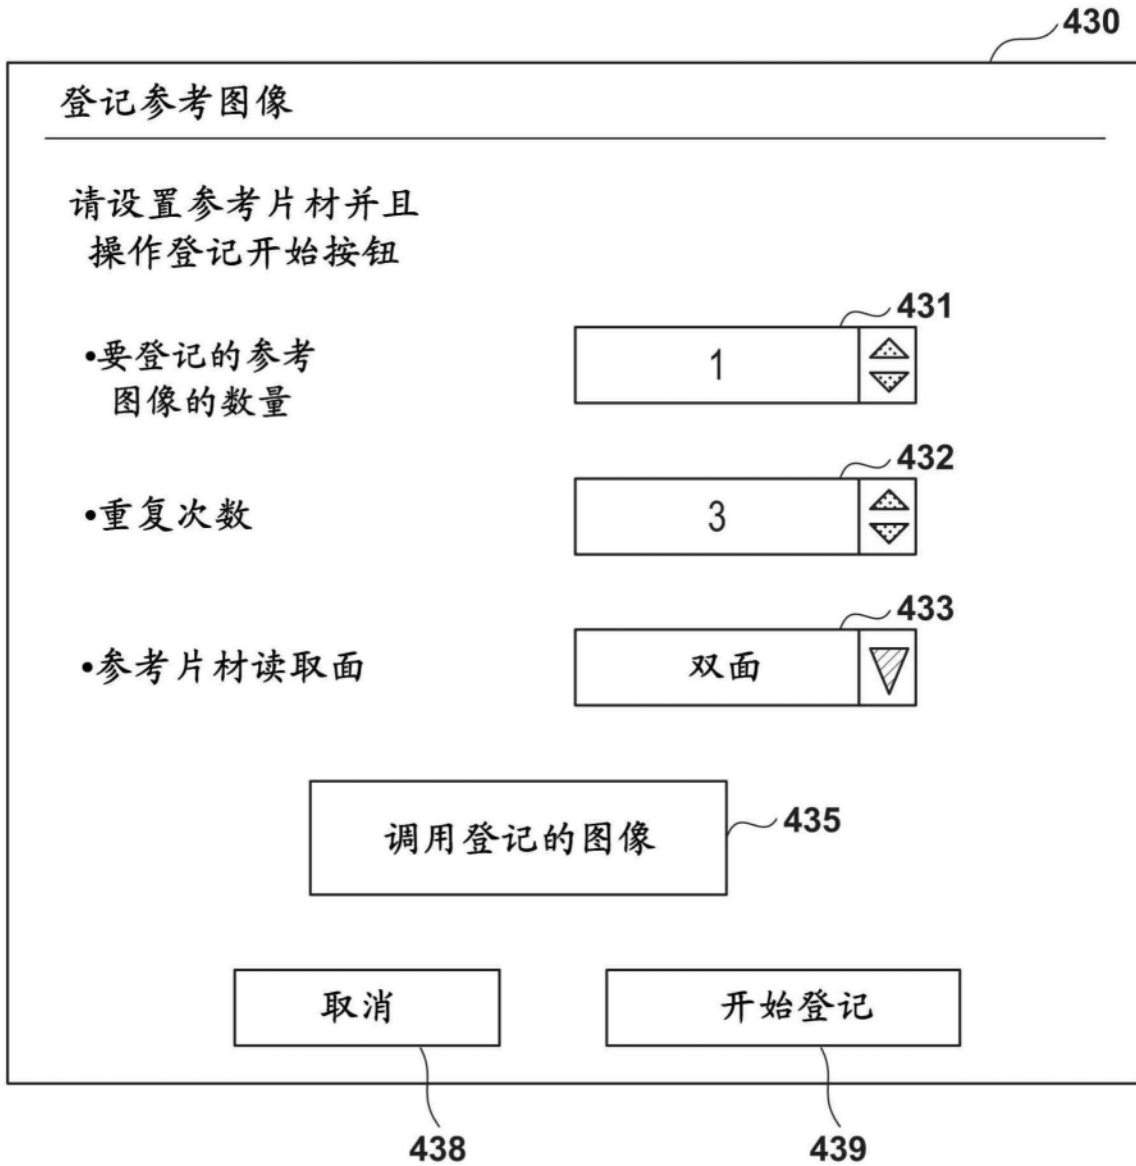 430
登记参考图像
请设置参考片材并且
操作登记开始按钮
431
•要登记的参考
图像的数量
1
432
•重复次数
3
433
•参考片材读取面
双面
调用登记的图像
435
取消
开始登记
438
439